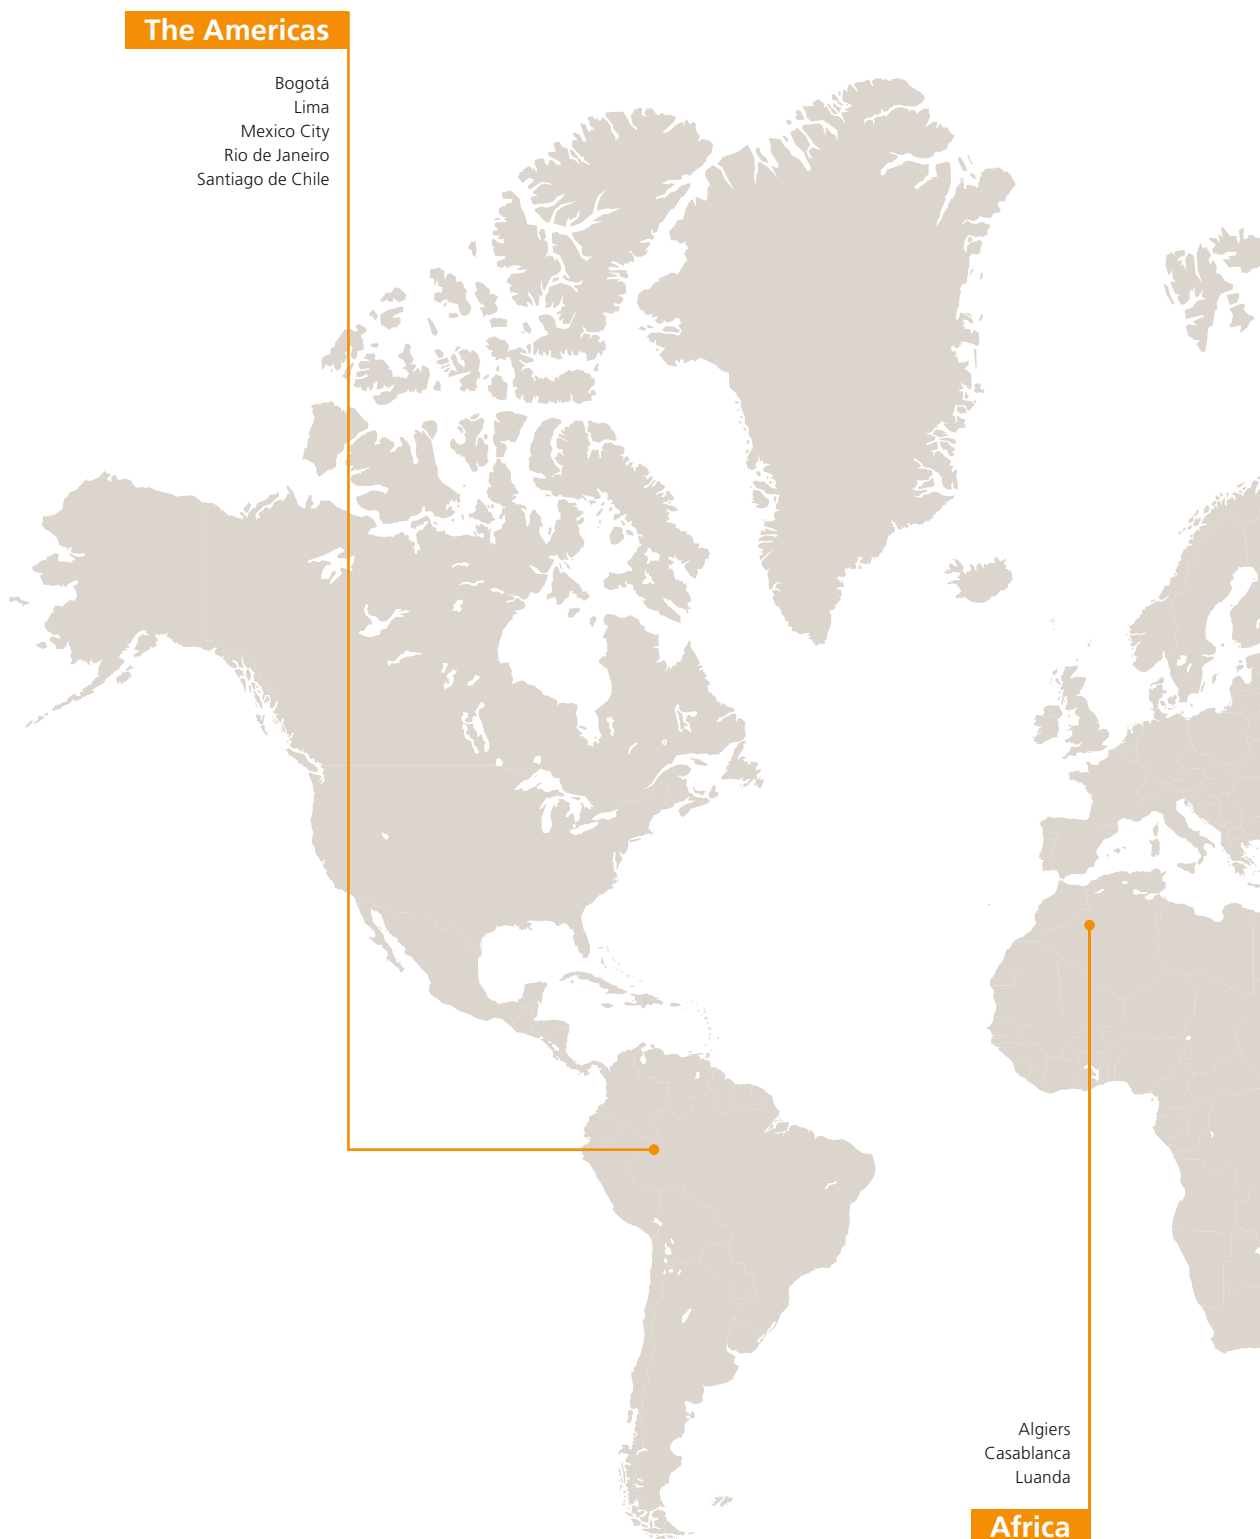 The Americas
Bogotá
Lima
Mexico City
Rio de Janeiro
Santiago de Chile
Algiers
Casablanca
Luanda
Africa